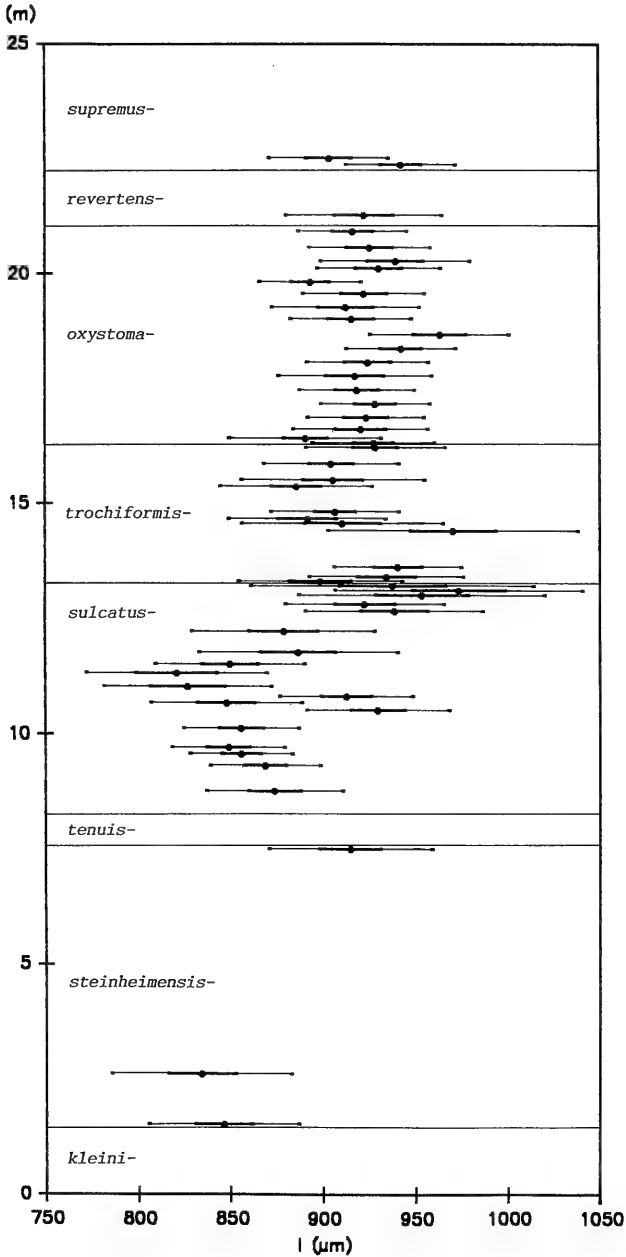 (m)
25
supremus-
revertens-
20
oxystoma-
15
trochiformis-
sulcatus-
10
tenuis-
5
steinheimensis-
kleini-
0
750 800 850 900 950 1000 1050
l (μm)